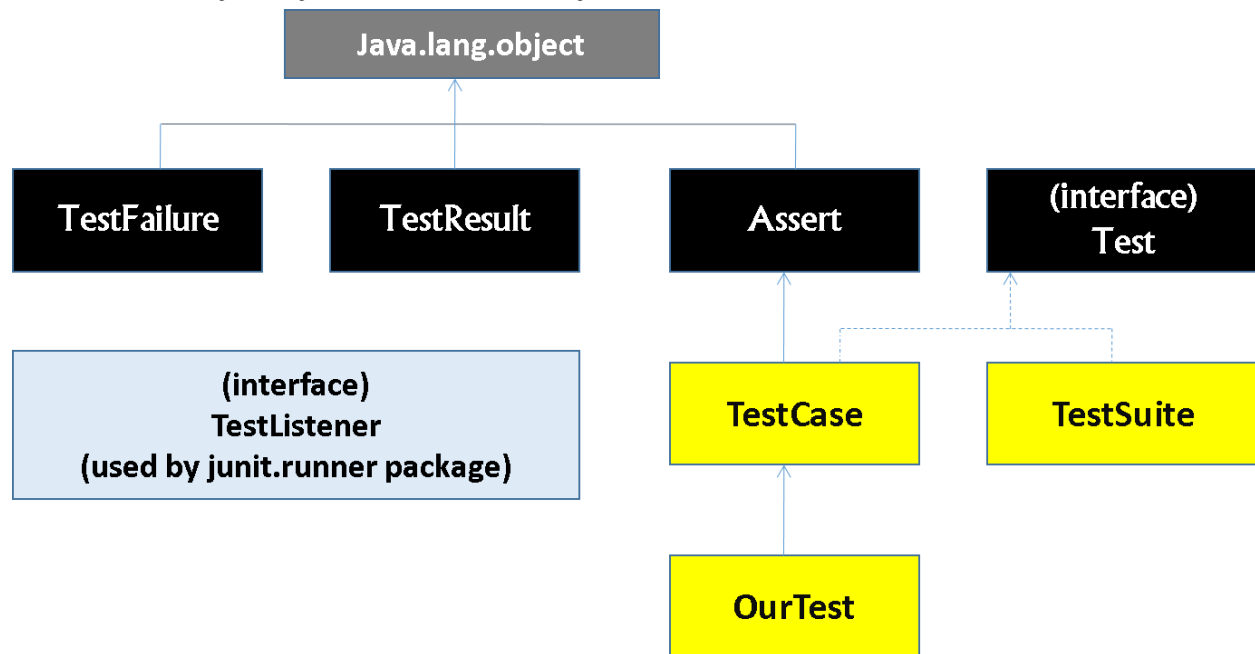 Java.lang.object
TestFailure
TestResult
Assert
(interface)
Test
(interface)
TestListener
(used by junit.runner package)
TestCase
TestSuite
OurTest